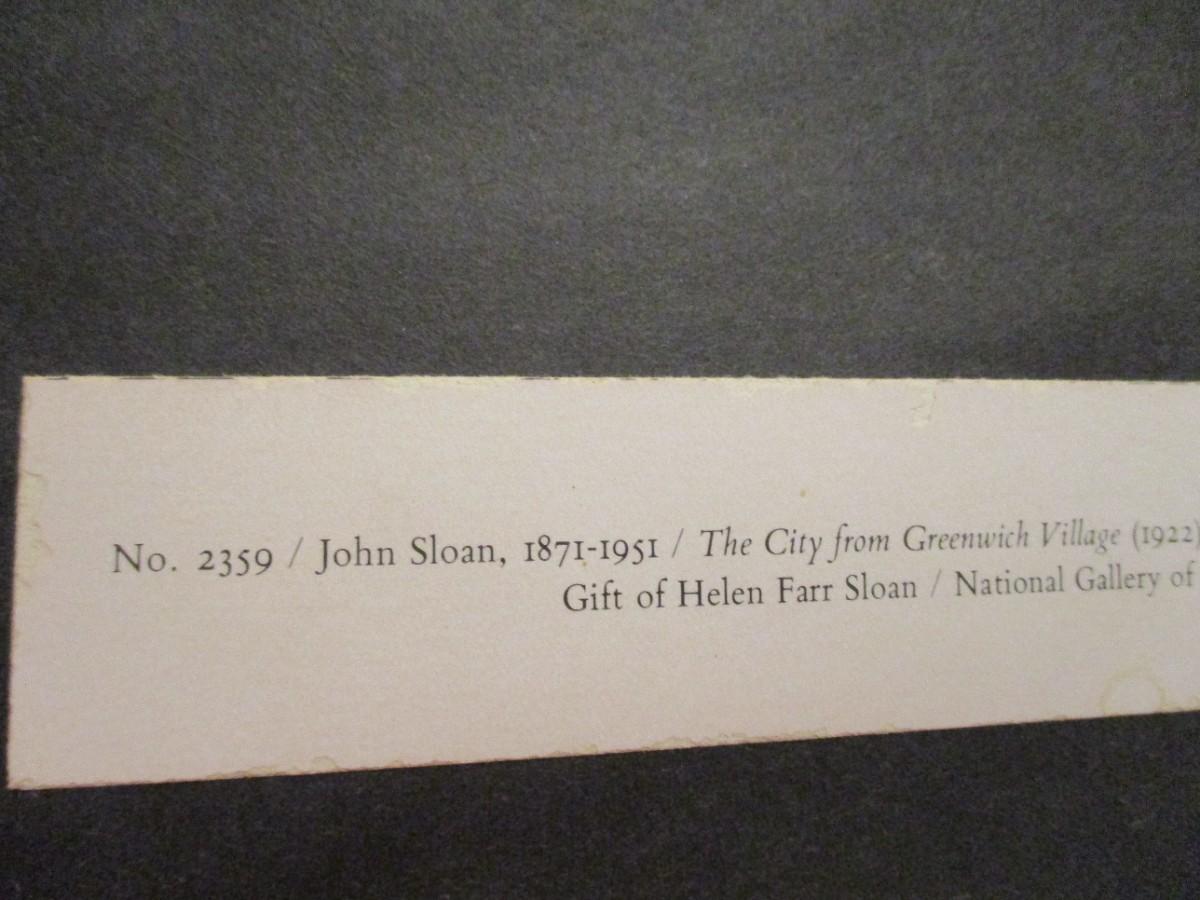 No. 2359 / John Sloan, 1871-1951 / The City from Greenwich Village (1922)
Gift of Helen Farr Sloan / National Gallery of